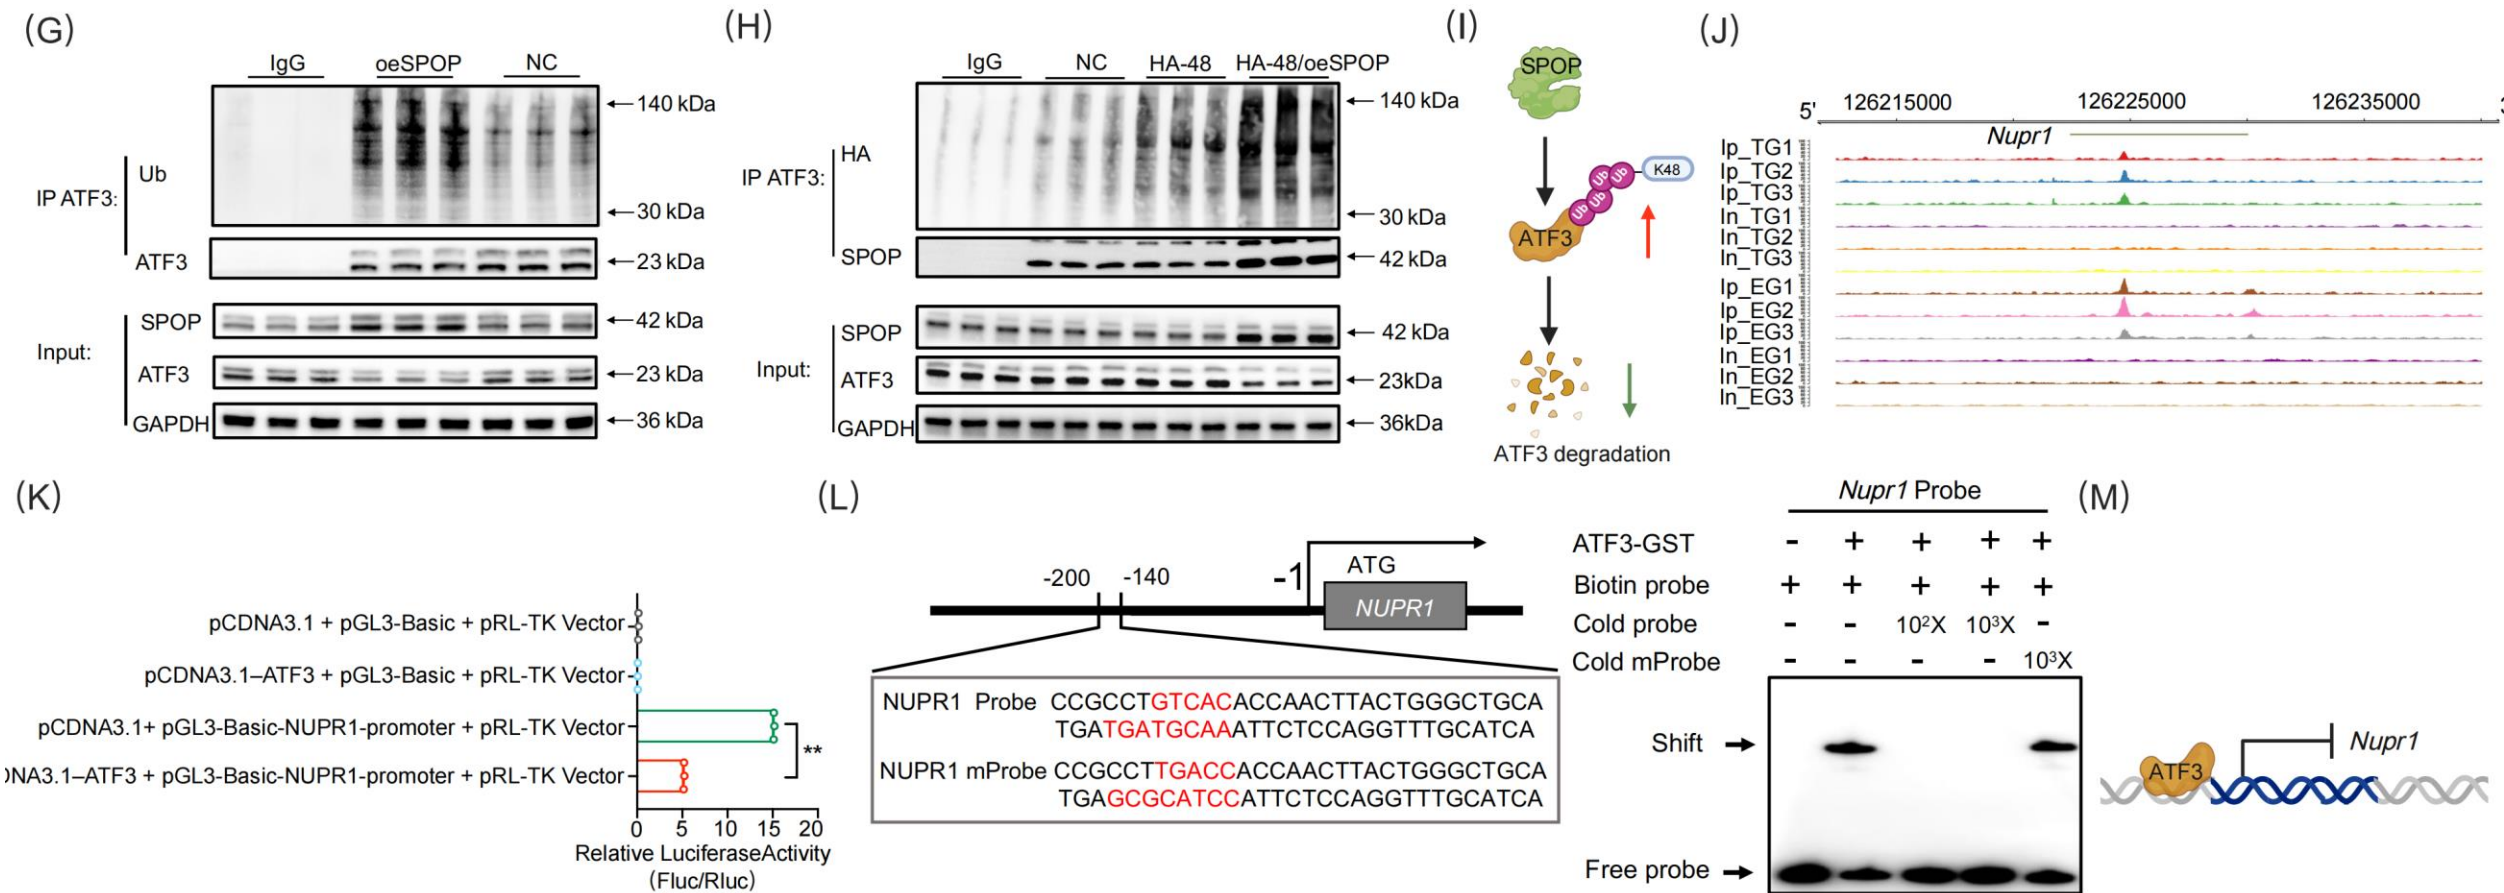 (G)
IgG oeSPOP NC
140 kDa
Ub
IP ATF3:
30 kDa
ATF3 23 kDa
SPOP 42 kDa
Input:
ATF3 23 kDa
GAPDH 36 kDa
(H)
IgG NC HA-48 HA-48/oeSPOP
140 kDa
HA
IP ATF3:
30 kDa
SPOP 42 kDa
SPOP 42 kDa
Input:
ATF3 23kDa
GAPDH 36kDa
(I)
SPOP
Ub Ub K48
Ub
Ub
ATF3
ATF3 degradation
(J)
5' 126215000 126225000 126235000
Nupr1
Ip_TG1
Ip_TG2
Ip_TG3
In_TG1
In_TG2
In_TG3
Ip_EG1
Ip_EG2
Ip_EG3
In_EG1
In_EG2
In_EG3
(K)
pCDNA3.1 + pGL3-Basic + pRL-TK Vector
pCDNA3.1–ATF3 + pGL3-Basic + pRL-TK Vector
pCDNA3.1+ pGL3-Basic-NUPR1-promoter + pRL-TK Vector
**
DNA3.1–ATF3 + pGL3-Basic-NUPR1-promoter + pRL-TK Vector
0 5 10 15 20
Relative LuciferaseActivity
(Fluc/Rluc)
(L)
-200 -140 -1 ATG
NUPR1
NUPR1 Probe CCGCCTGTCACACCAACTTACTGGGCTGCA
TGATGATGCAAATTCTCCAGGTTTGCATCA
NUPR1 mProbe CCGCCTTGACCACCAACTTACTGGGCTGCA
TGAGCGCATCCATTCTCCAGGTTTGCATCA
Nupr1 Probe
ATF3-GST - + + + +
Biotin probe + + + + +
Cold probe - - 10²X 10³X -
Cold mProbe - - - - 10³X
Shift
Free probe
(M)
ATF3
Nupr1